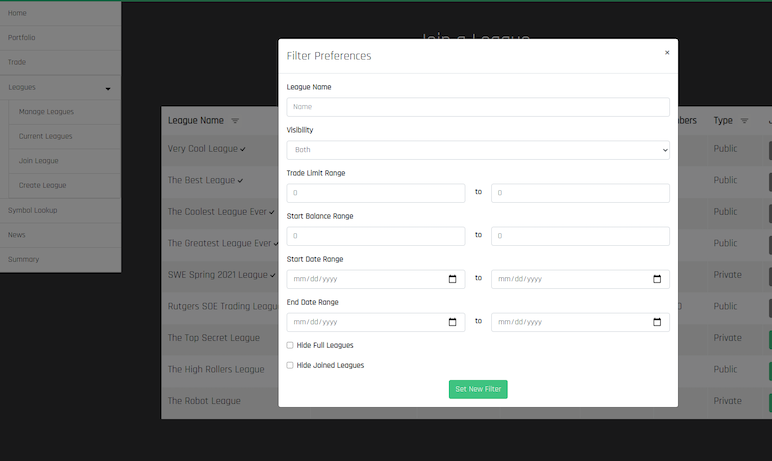 Home
Portfolio
Trade
Leagues
Manage Leagues
Current Leagues
Join League
Create League
Symbol Lookup
News
Summary
Join a League
Filter Preferences ×
League Name
Name
Visibility
Both
Trade Limit Range
0 to 0
Start Balance Range
0 to 0
Start Date Range
mm/dd/yyyy to mm/dd/yyyy
End Date Range
mm/dd/yyyy to mm/dd/yyyy
Hide Full Leagues
Hide Joined Leagues
Set New Filter
League Name bers Type
Very Cool League ✓ Public
The Best League ✓ Public
The Coolest League Ever ✓ Public
The Greatest League Ever ✓ Public
SWE Spring 2021 League ✓ Private
Rutgers SOE Trading Leagu Public
The Top Secret League Private
The High Rollers League Public
The Robot League Private